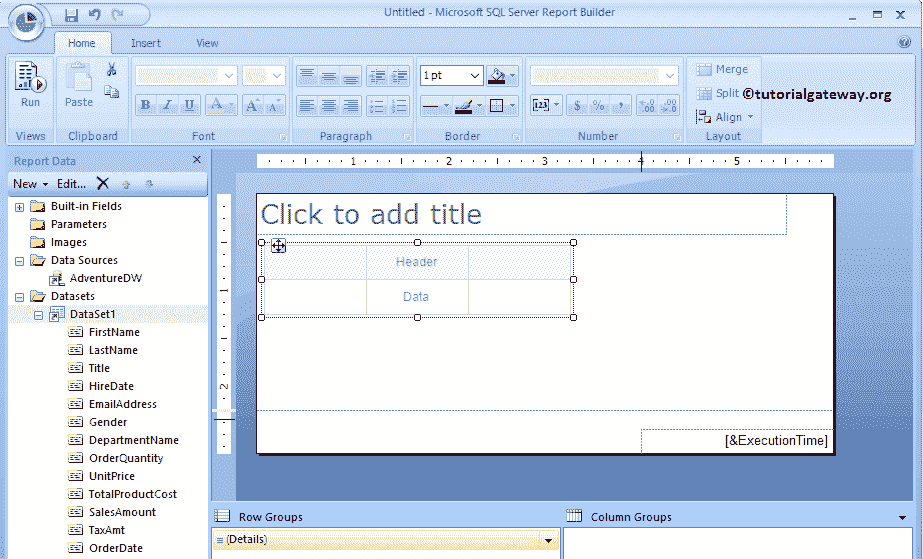 Untitled - Microsoft SQL Server Report Builder
Home Insert View
Run
Paste
B I U A A A
1 pt
$ % ,
Merge
Split
©tutorialgateway.org
Align
Views Clipboard Font Paragraph Border Number Layout
Report Data
New Edit...
Built-in Fields
Parameters
Images
Data Sources
AdventureDW
Datasets
DataSet1
FirstName
LastName
Title
HireDate
EmailAddress
Gender
DepartmentName
OrderQuantity
UnitPrice
TotalProductCost
SalesAmount
TaxAmt
OrderDate
1 2 3 4 5
1
2
Click to add title
Header
Data
[&ExecutionTime]
Row Groups
(Details)
Column Groups